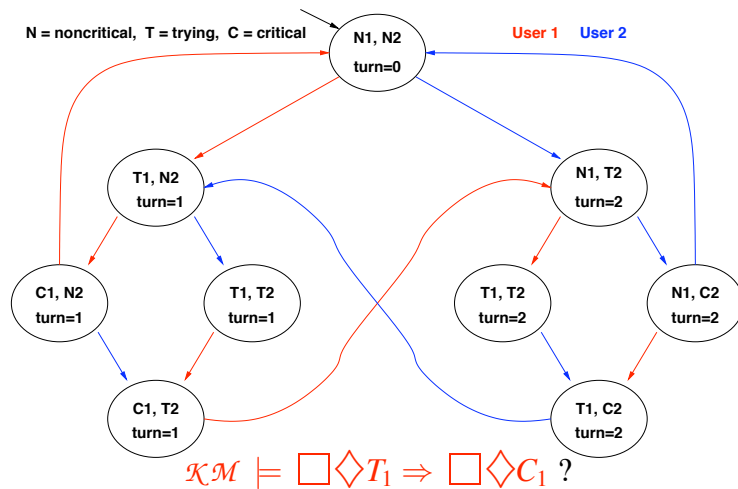 N = noncritical, T = trying, C = critical
User 1 User 2
N1, N2
turn=0
T1, N2
turn=1
N1, T2
turn=2
C1, N2
turn=1
T1, T2
turn=1
T1, T2
turn=2
N1, C2
turn=2
C1, T2
turn=1
T1, C2
turn=2
𝒦ℳ ⊨ □◇T₁ ⇒ □◇C₁ ?